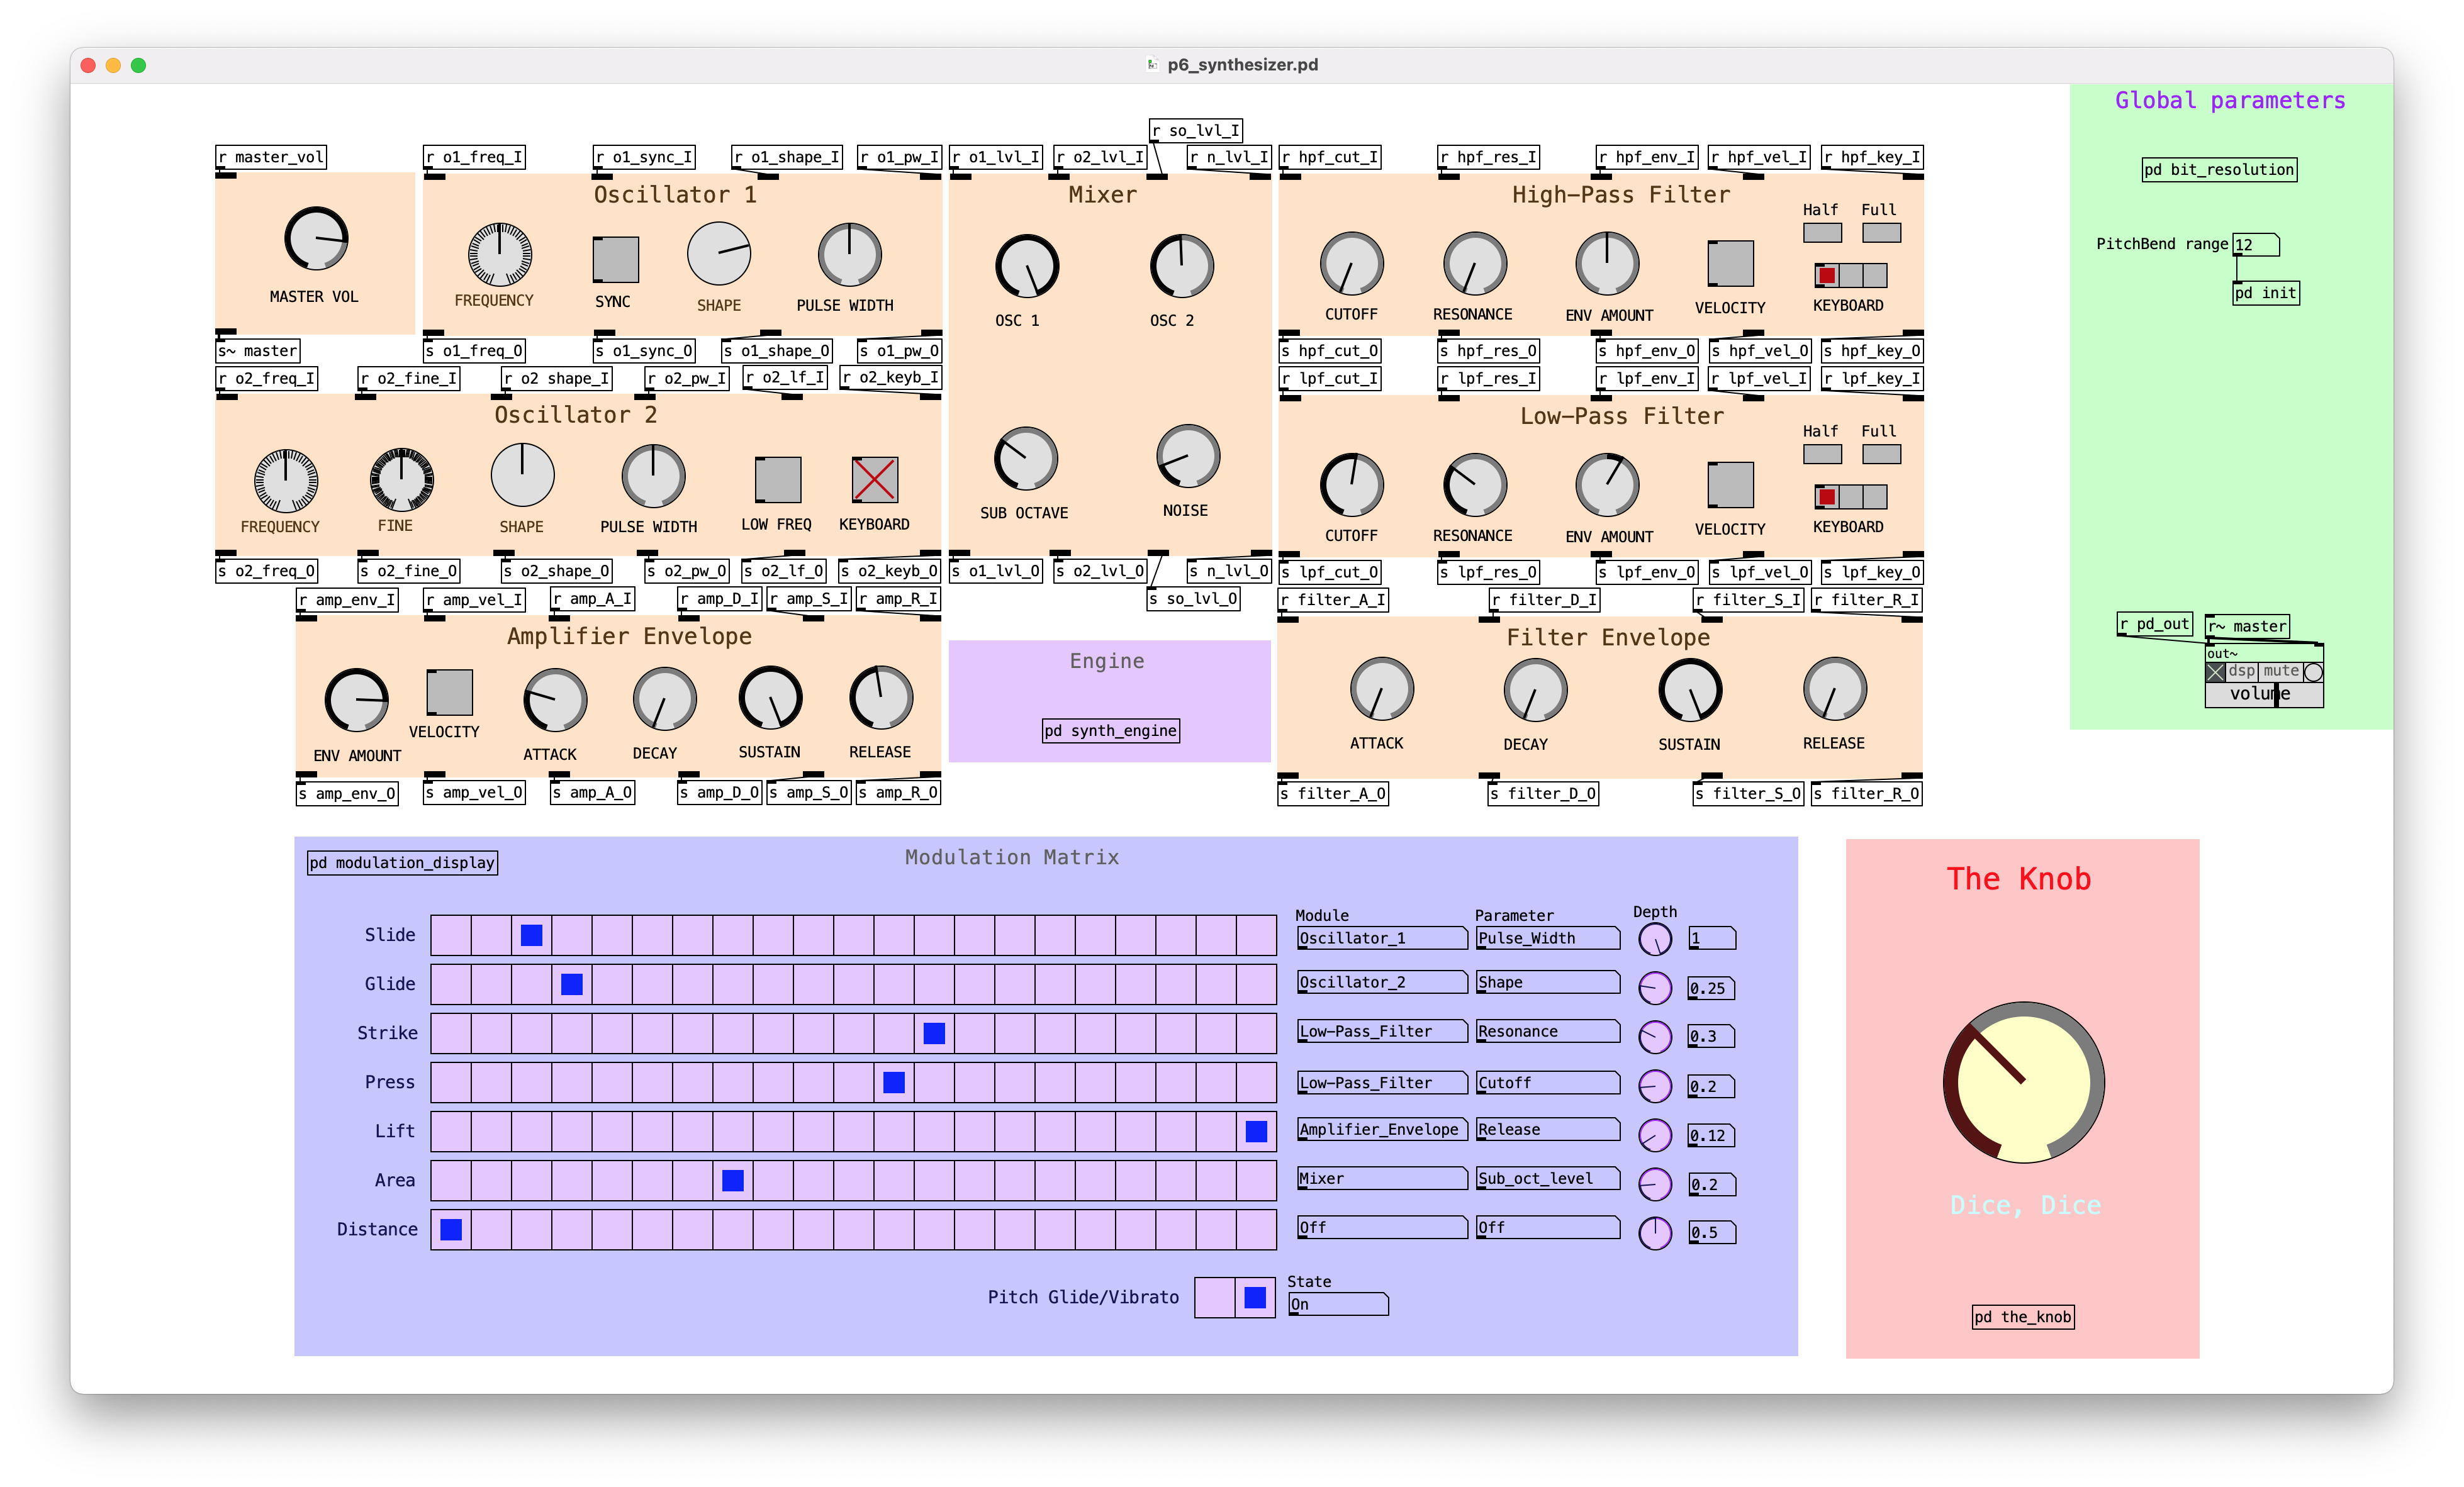 p6_synthesizer.pd
Global parameters
r so_lvl_I
r master_vol
r o1_freq_I
r o1_sync_I
r o1_shape_I
r o1_pw_I
r o1_lvl_I
r o2_lvl_I
r n_lvl_I
r hpf_cut_I
r hpf_res_I
r hpf_env_I
r hpf_vel_I
r hpf_key_I
pd bit_resolution
PitchBend range
12
pd init
MASTER VOL
Oscillator 1
FREQUENCY
SYNC
SHAPE
PULSE WIDTH
Mixer
OSC 1
OSC 2
SUB OCTAVE
NOISE
High-Pass Filter
Half
Full
CUTOFF
RESONANCE
ENV AMOUNT
VELOCITY
KEYBOARD
s~ master
s o1_freq_O
s o1_sync_O
s o1_shape_O
s o1_pw_O
s hpf_cut_O
s hpf_res_O
s hpf_env_O
s hpf_vel_O
s hpf_key_O
r o2_freq_I
r o2_fine_I
r o2 shape_I
r o2_pw_I
r o2_lf_I
r o2_keyb_I
r lpf_cut_I
r lpf_res_I
r lpf_env_I
r lpf_vel_I
r lpf_key_I
Oscillator 2
FREQUENCY
FINE
SHAPE
PULSE WIDTH
LOW FREQ
KEYBOARD
Low-Pass Filter
Half
Full
CUTOFF
RESONANCE
ENV AMOUNT
VELOCITY
KEYBOARD
s o2_freq_O
s o2_fine_O
s o2_shape_O
s o2_pw_O
s o2_lf_O
s o2_keyb_O
s o1_lvl_O
s o2_lvl_O
s n_lvl_O
s so_lvl_O
s lpf_cut_O
s lpf_res_O
s lpf_env_O
s lpf_vel_O
s lpf_key_O
r amp_env_I
r amp_vel_I
r amp_A_I
r amp_D_I
r amp_S_I
r amp_R_I
r filter_A_I
r filter_D_I
r filter_S_I
r filter_R_I
r pd_out
r~ master
out~
dsp
mute
volume
Amplifier Envelope
ENV AMOUNT
VELOCITY
ATTACK
DECAY
SUSTAIN
RELEASE
Engine
pd synth_engine
Filter Envelope
ATTACK
DECAY
SUSTAIN
RELEASE
s amp_env_O
s amp_vel_O
s amp_A_O
s amp_D_O
s amp_S_O
s amp_R_O
s filter_A_O
s filter_D_O
s filter_S_O
s filter_R_O
pd modulation_display
Modulation Matrix
Module
Parameter
Depth
Slide
Oscillator_1
Pulse_Width
1
Glide
Oscillator_2
Shape
0.25
Strike
Low-Pass_Filter
Resonance
0.3
Press
Low-Pass_Filter
Cutoff
0.2
Lift
Amplifier_Envelope
Release
0.12
Area
Mixer
Sub_oct_level
0.2
Distance
Off
Off
0.5
Pitch Glide/Vibrato
State
On
The Knob
Dice, Dice
pd the_knob